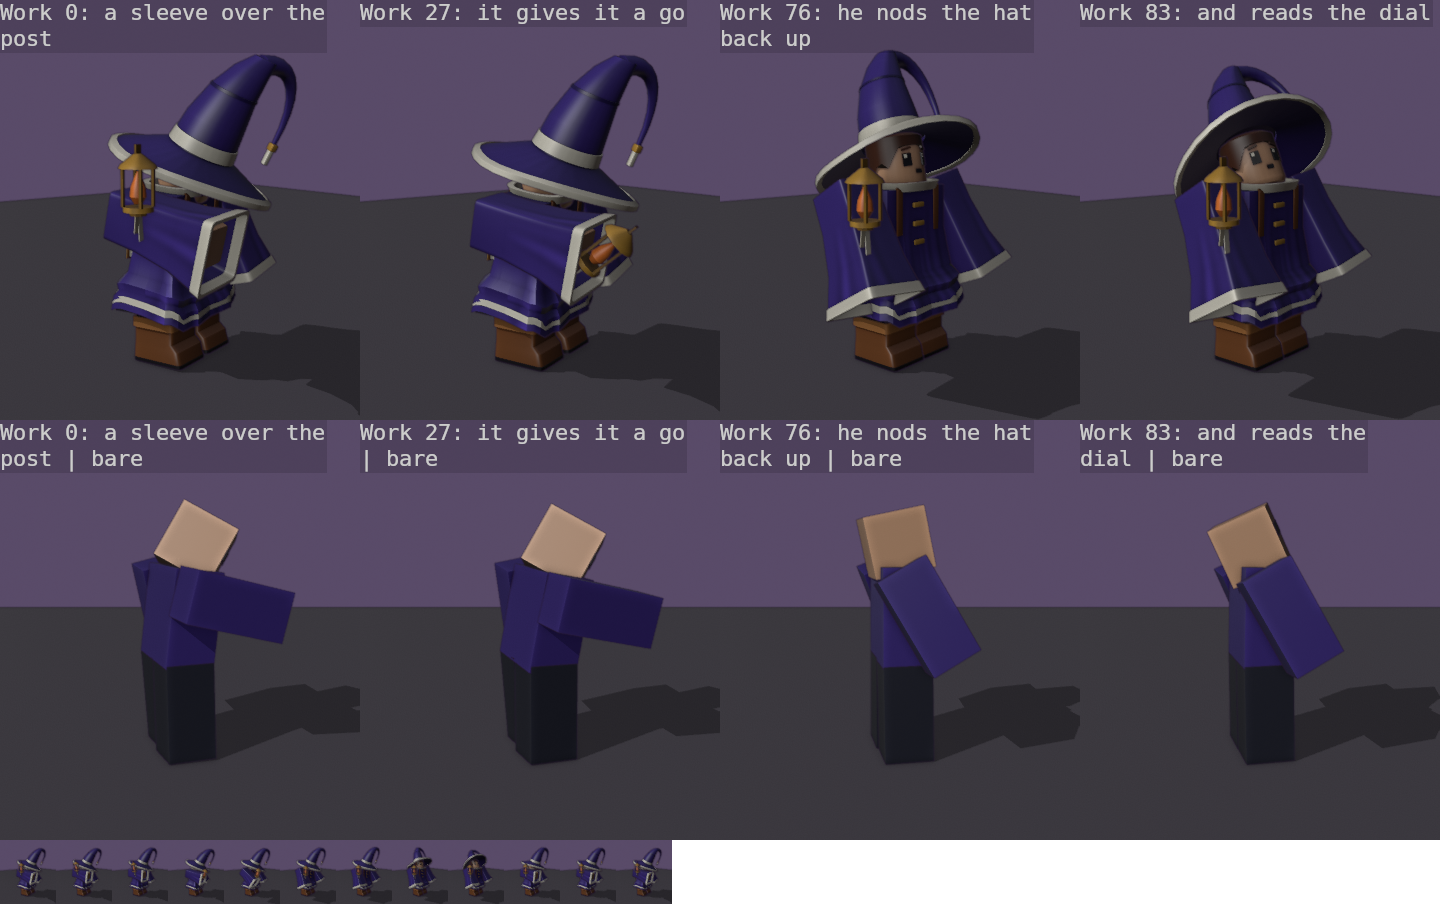 Work 0: a sleeve over the
post
Work 27: it gives it a go
Work 76: he nods the hat
back up
Work 83: and reads the dial
Work 0: a sleeve over the
post | bare
Work 27: it gives it a go
| bare
Work 76: he nods the hat
back up | bare
Work 83: and reads the
dial | bare